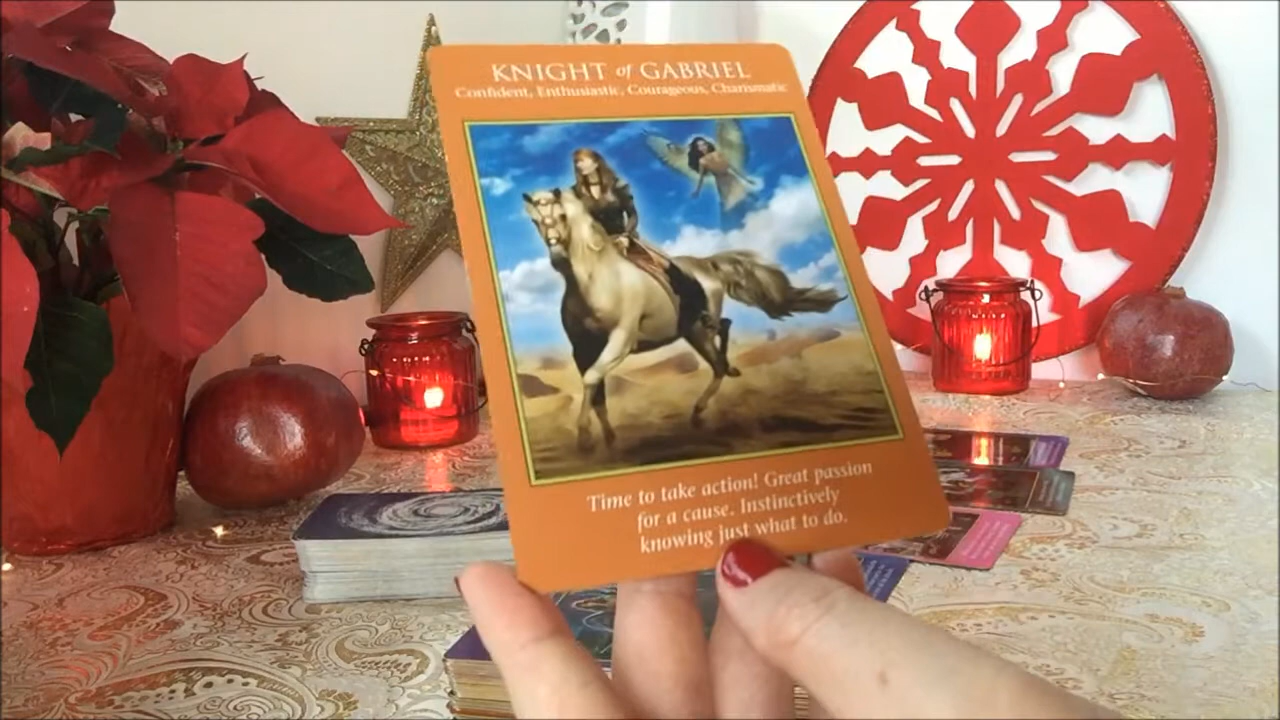 KNIGHT of GABRIEL
Confident, Enthusiastic, Courageous, Charismatic
Time to take action! Great passion
for a cause. Instinctively
knowing just what to do.